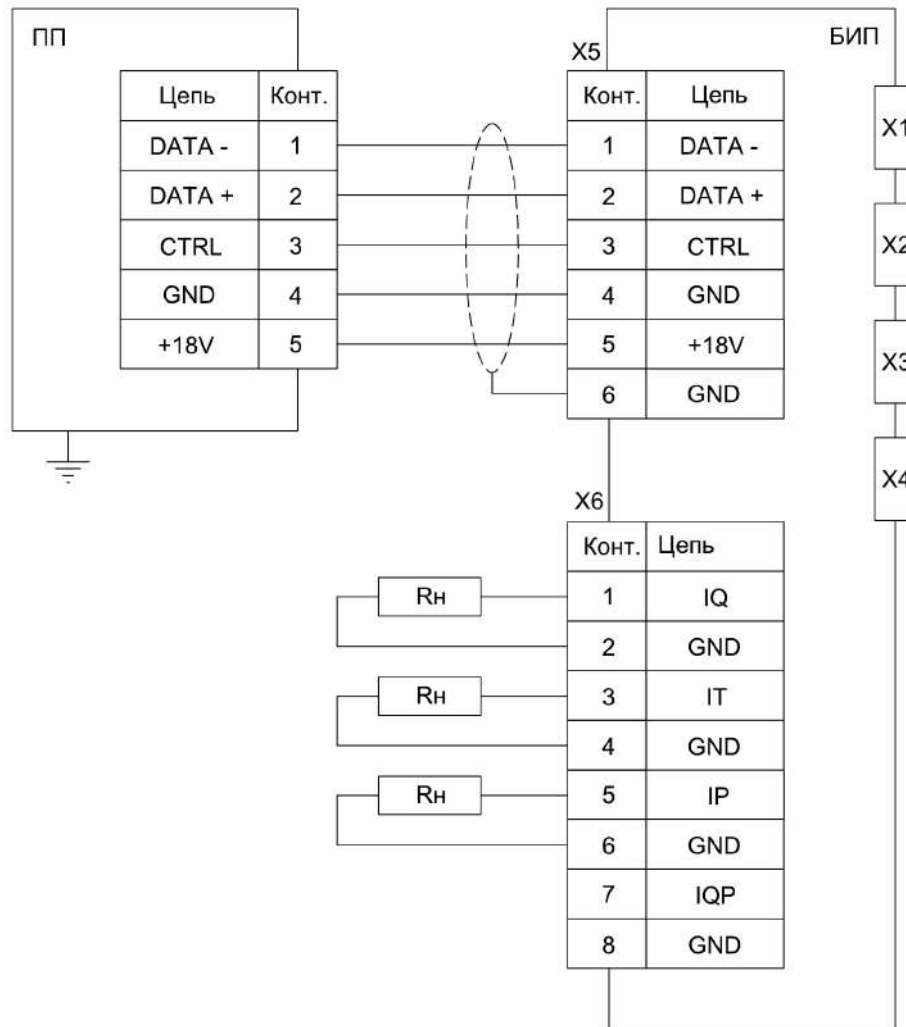 ПП
БИП
X5
Цепь Конт.
DATA - 1
DATA + 2
CTRL 3
GND 4
+18V 5
Конт. Цепь
1 DATA -
2 DATA +
3 CTRL
4 GND
5 +18V
6 GND
X1
X2
X3
X4
X6
Конт. Цепь
1 IQ
2 GND
3 IT
4 GND
5 IP
6 GND
7 IQP
8 GND
Rн
Rн
Rн